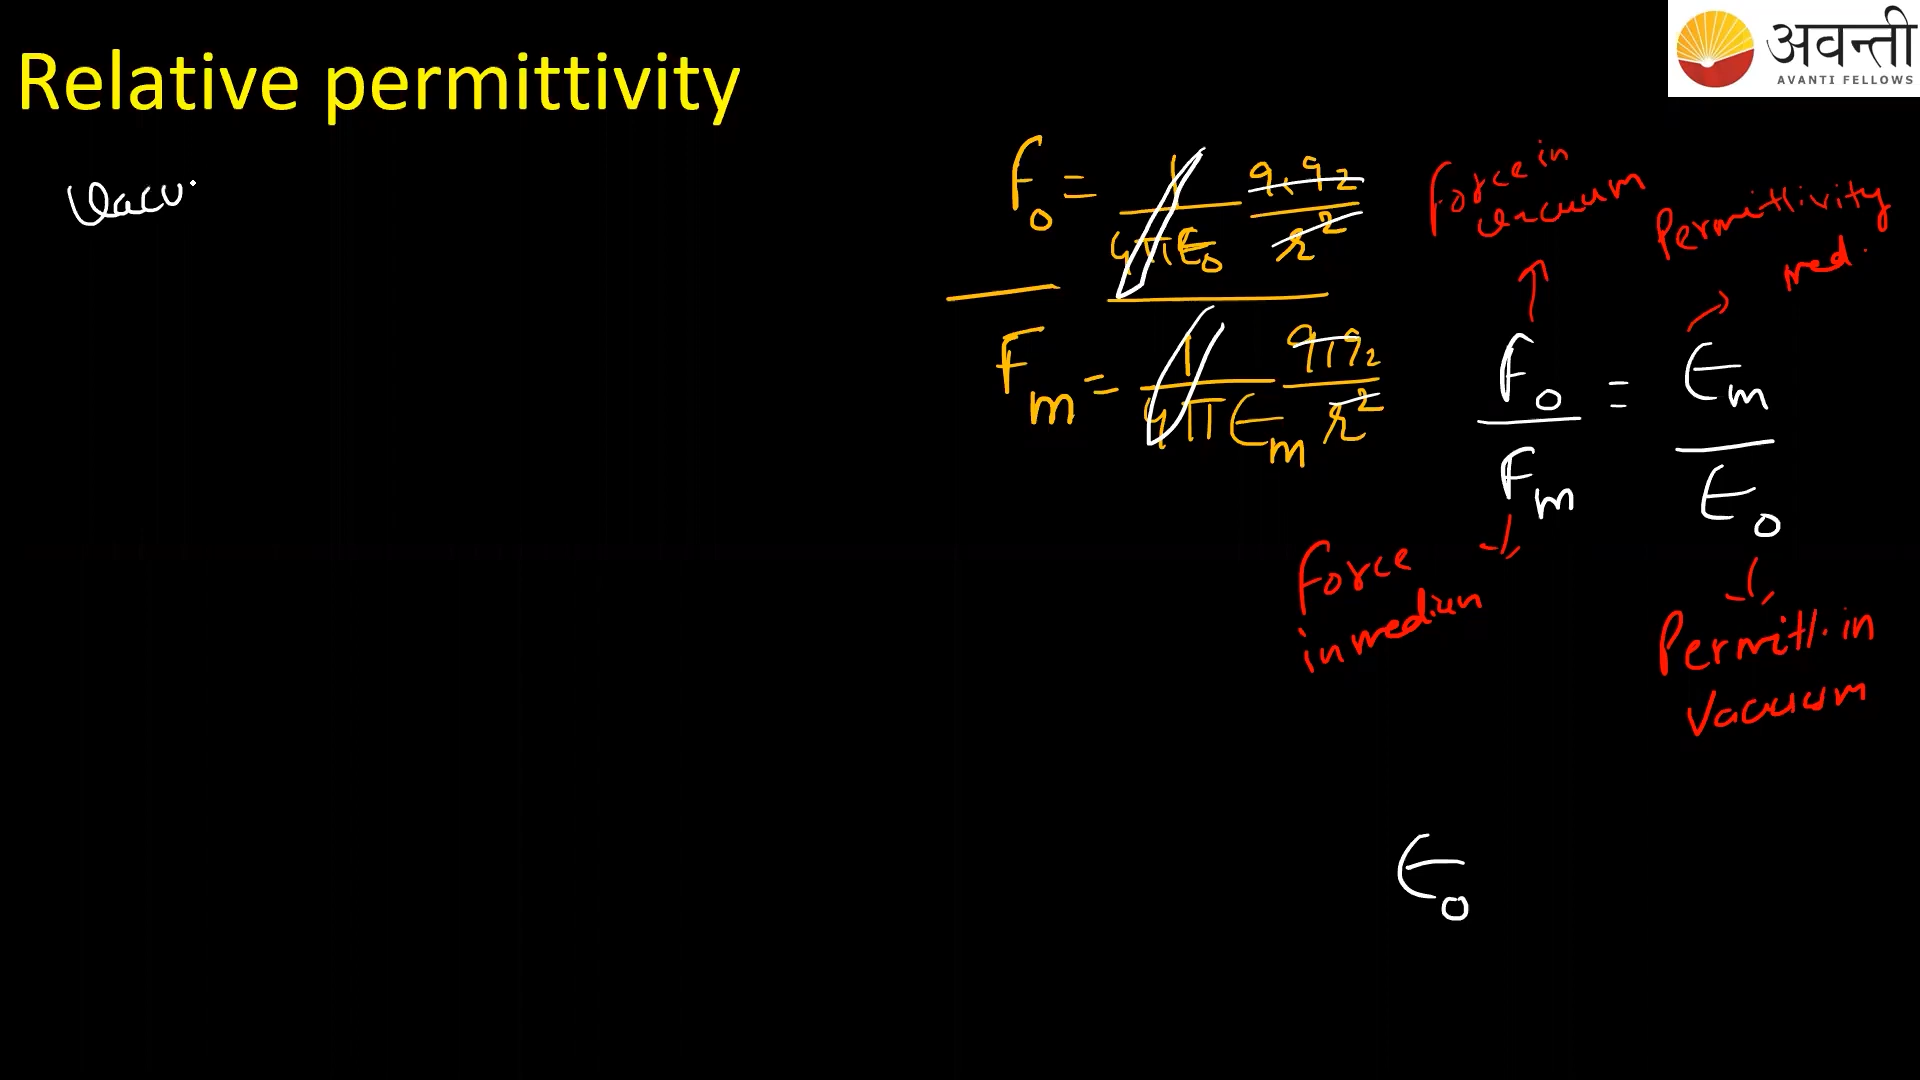 Relative permittivity
अवन्ती
AVANTI FELLOWS
Vacu
F₀ = 1/4πϵ₀ q₁q₂/r²
Fm = 1/4πϵm q₁q₂/r²
Force in
vacuum
Permittivity
med.
F₀/Fm = ϵm/ϵ₀
Force
in medium
Permitt. in
Vacuum
ϵ₀